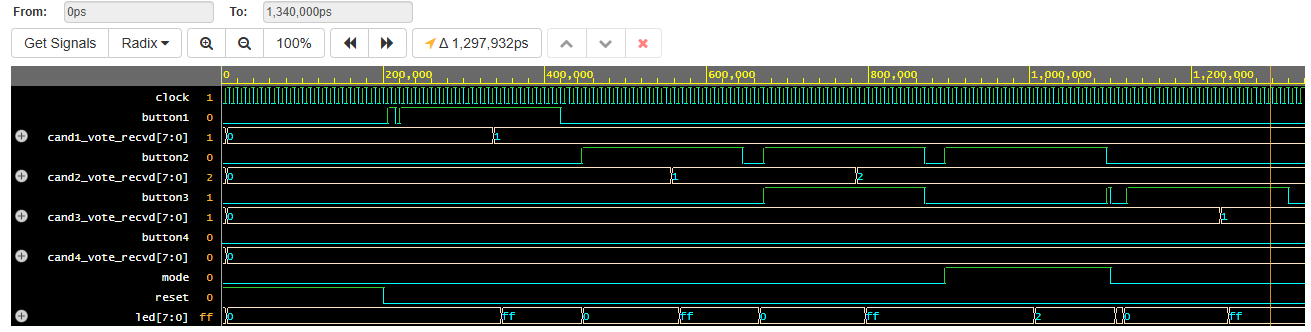 From: 0ps To: 1,340,000ps
Get Signals Radix 100% Δ 1,297,932ps
0 200,000 400,000 600,000 800,000 1,000,000 1,200,000
clock 1
button1 0
cand1_vote_recvd[7:0] 1 0 1
button2 0
cand2_vote_recvd[7:0] 2 0 1 2
button3 1
cand3_vote_recvd[7:0] 1 0 1
button4 0
cand4_vote_recvd[7:0] 0 0
mode 0
reset 0
led[7:0] ff 0 ff 0 ff 0 ff 2 0 ff